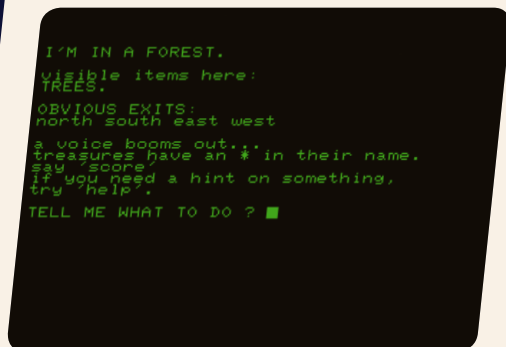 I'M IN A FOREST.
visible items here:
TREES.
OBVIOUS EXITS:
north south east west
a voice booms out...
treasures have an * in their name.
say 'score'
if you need a hint on something,
try 'help'.
TELL ME WHAT TO DO ?